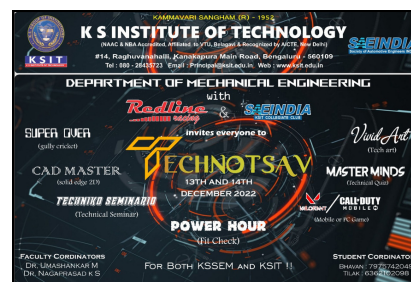 KAMMAVARI SANGHAM (R) - 1952
K S INSTITUTE OF TECHNOLOGY
(NAAC & NBA Accredited, Affiliated, to VTU, Belagavi & Recognized by AICTE, New Delhi)
#14, Raghuvanahalli, Kanakapura Main Road, Bengaluru - 560109
Tel : 080 - 28435723 Email : Principal@ksit.edu.in Web : www.ksit.edu.in
KSIT
SAEINDIA
DEPARTMENT OF MECHANICAL ENGINEERING
with
Redline
racing
&
SAEINDIA
KSIT COLLEGIATE CLUB
invites everyone to
TECHNOTSAV
13TH AND 14TH
DECEMBER 2022
SUPER OVER
(gully cricket)
CAD MASTER
(solid edge 2D)
TECHNIKO SEMINARIO
(Technical Seminar)
Vivid Art
(Tech art)
MASTER MINDS
(Technical Quiz)
VALORANT
CALL OF DUTY
MOBILE
(Mobile or PC Game)
POWER HOUR
(Fit Check)
FACULTY CORDINATORS
DR. UMASHANKAR M
DR. NAGAPRASAD K S
FOR BOTH KSSEM AND KSIT !!
STUDENT CORDINATO
BHAVAN :
TILAK :